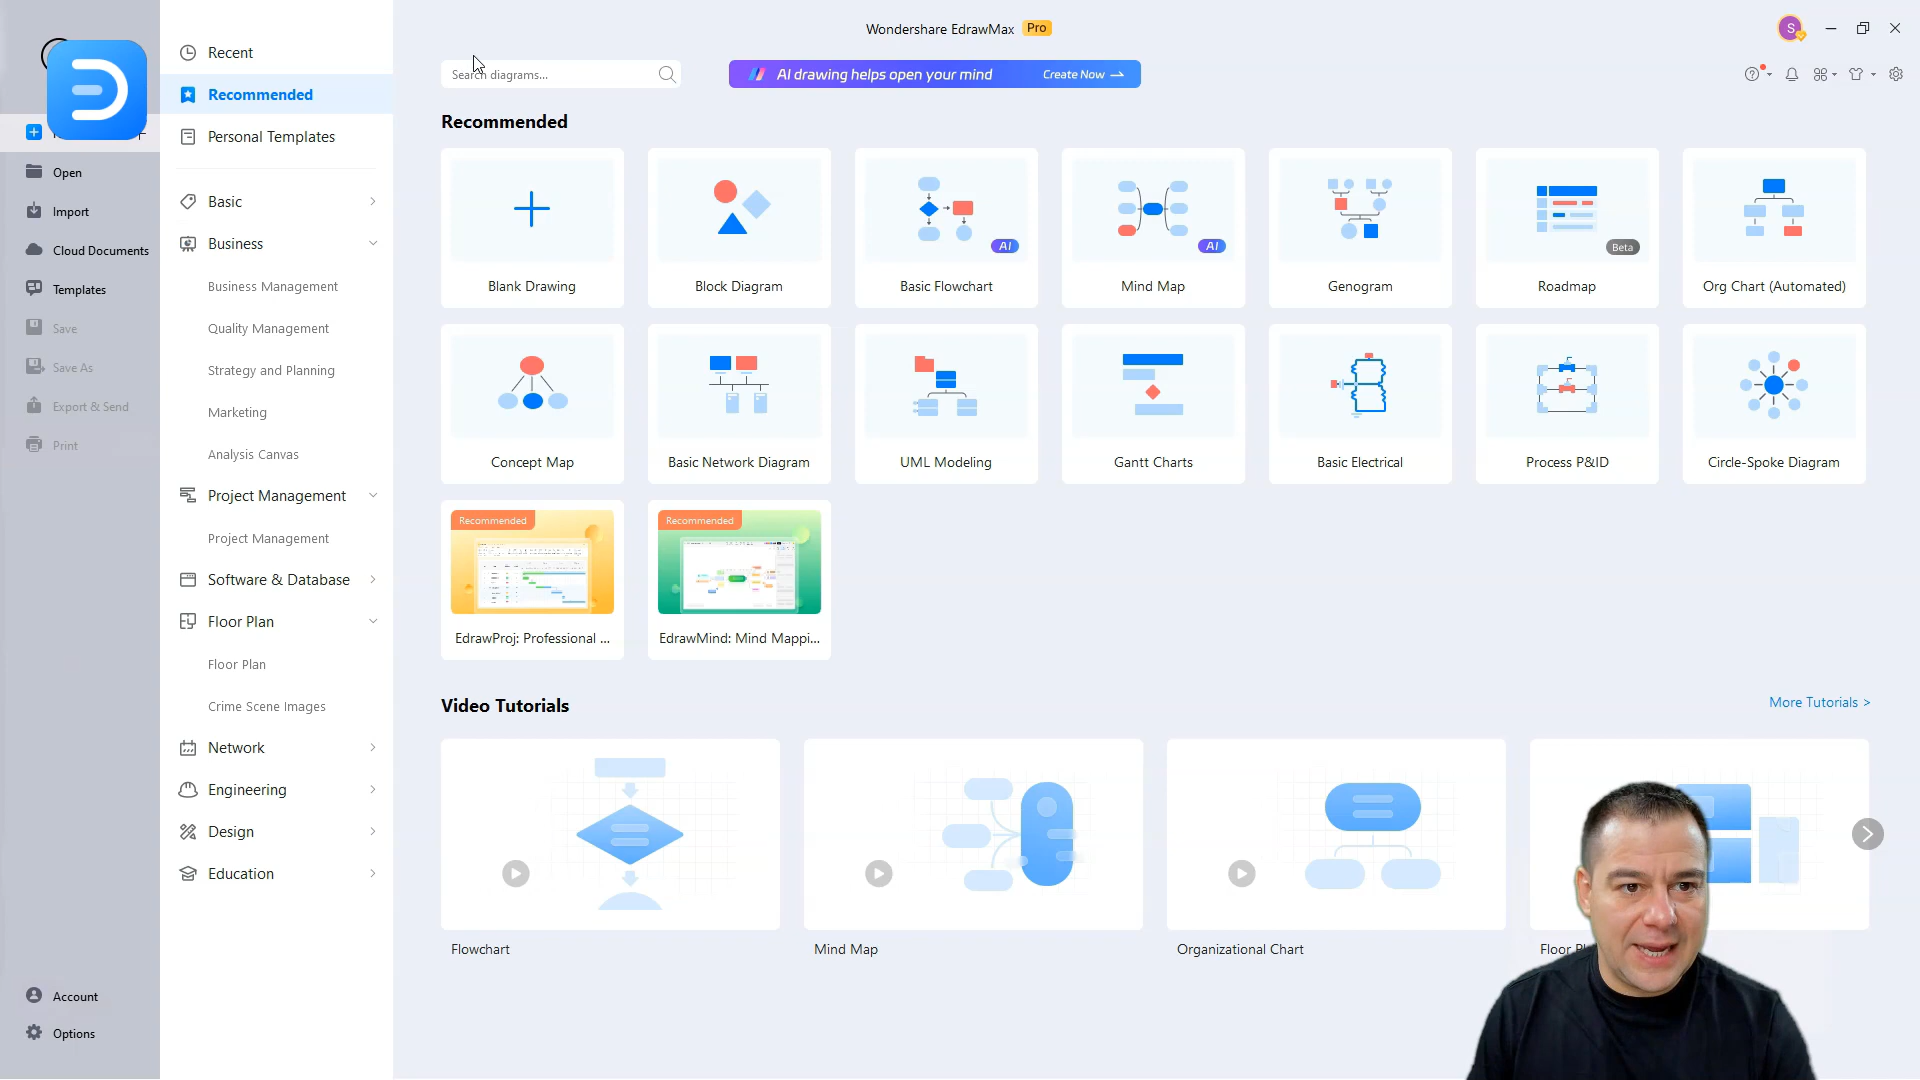 Wondershare EdrawMax Pro
S
Search diagrams...
AI drawing helps open your mind
Create Now
Recent
Recommended
Personal Templates
Basic
Business
Business Management
Quality Management
Strategy and Planning
Marketing
Analysis Canvas
Project Management
Project Management
Software & Database
Floor Plan
Floor Plan
Crime Scene Images
Network
Engineering
Design
Education
Open
Import
Cloud Documents
Templates
Save
Save As
Export & Send
Print
Account
Options
Recommended
Blank Drawing
Block Diagram
AI
Basic Flowchart
AI
Mind Map
Genogram
Beta
Roadmap
Org Chart (Automated)
Concept Map
Basic Network Diagram
UML Modeling
Gantt Charts
Basic Electrical
Process P&ID
Circle-Spoke Diagram
Recommended
EdrawProj: Professional ...
Recommended
EdrawMind: Mind Mappi...
Video Tutorials
More Tutorials >
Flowchart
Mind Map
Organizational Chart
Floor